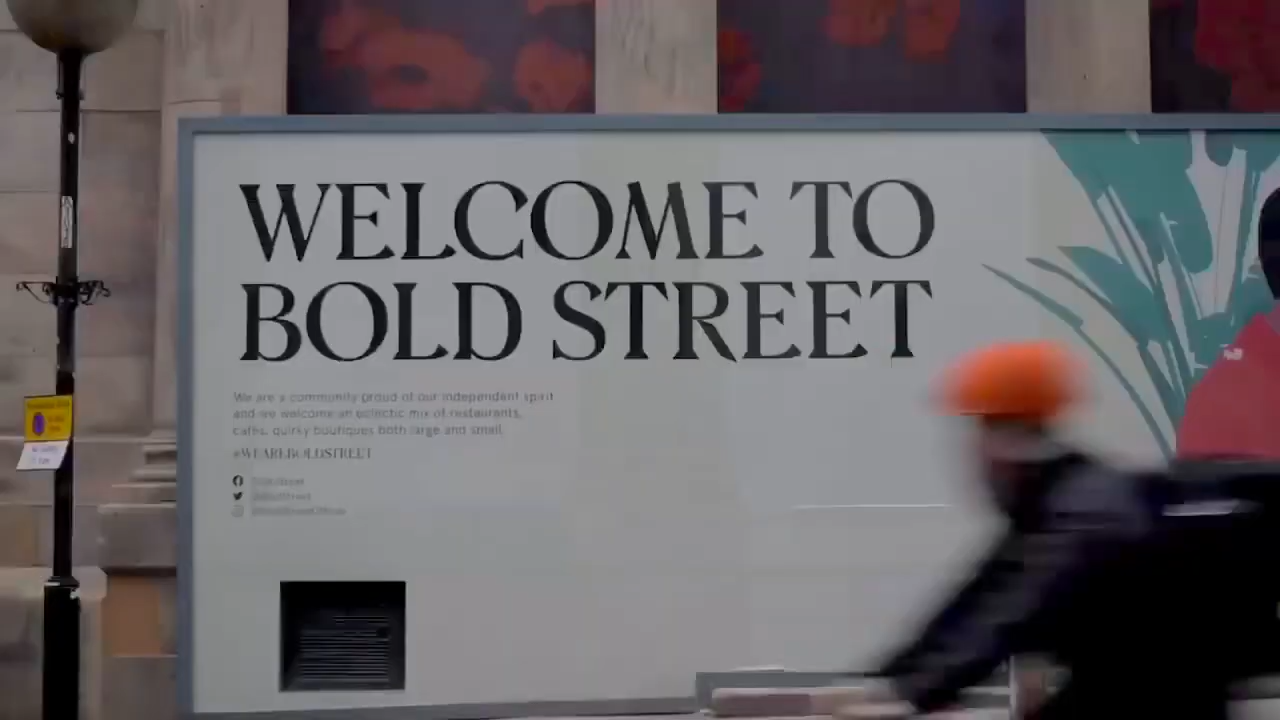 WELCOME TO
BOLD STREET
We are a community proud of our independent spirit
and we welcome an eclectic mix of restaurants,
cafes, quirky boutiques both large and small.
#WEAREBOLDSTREET